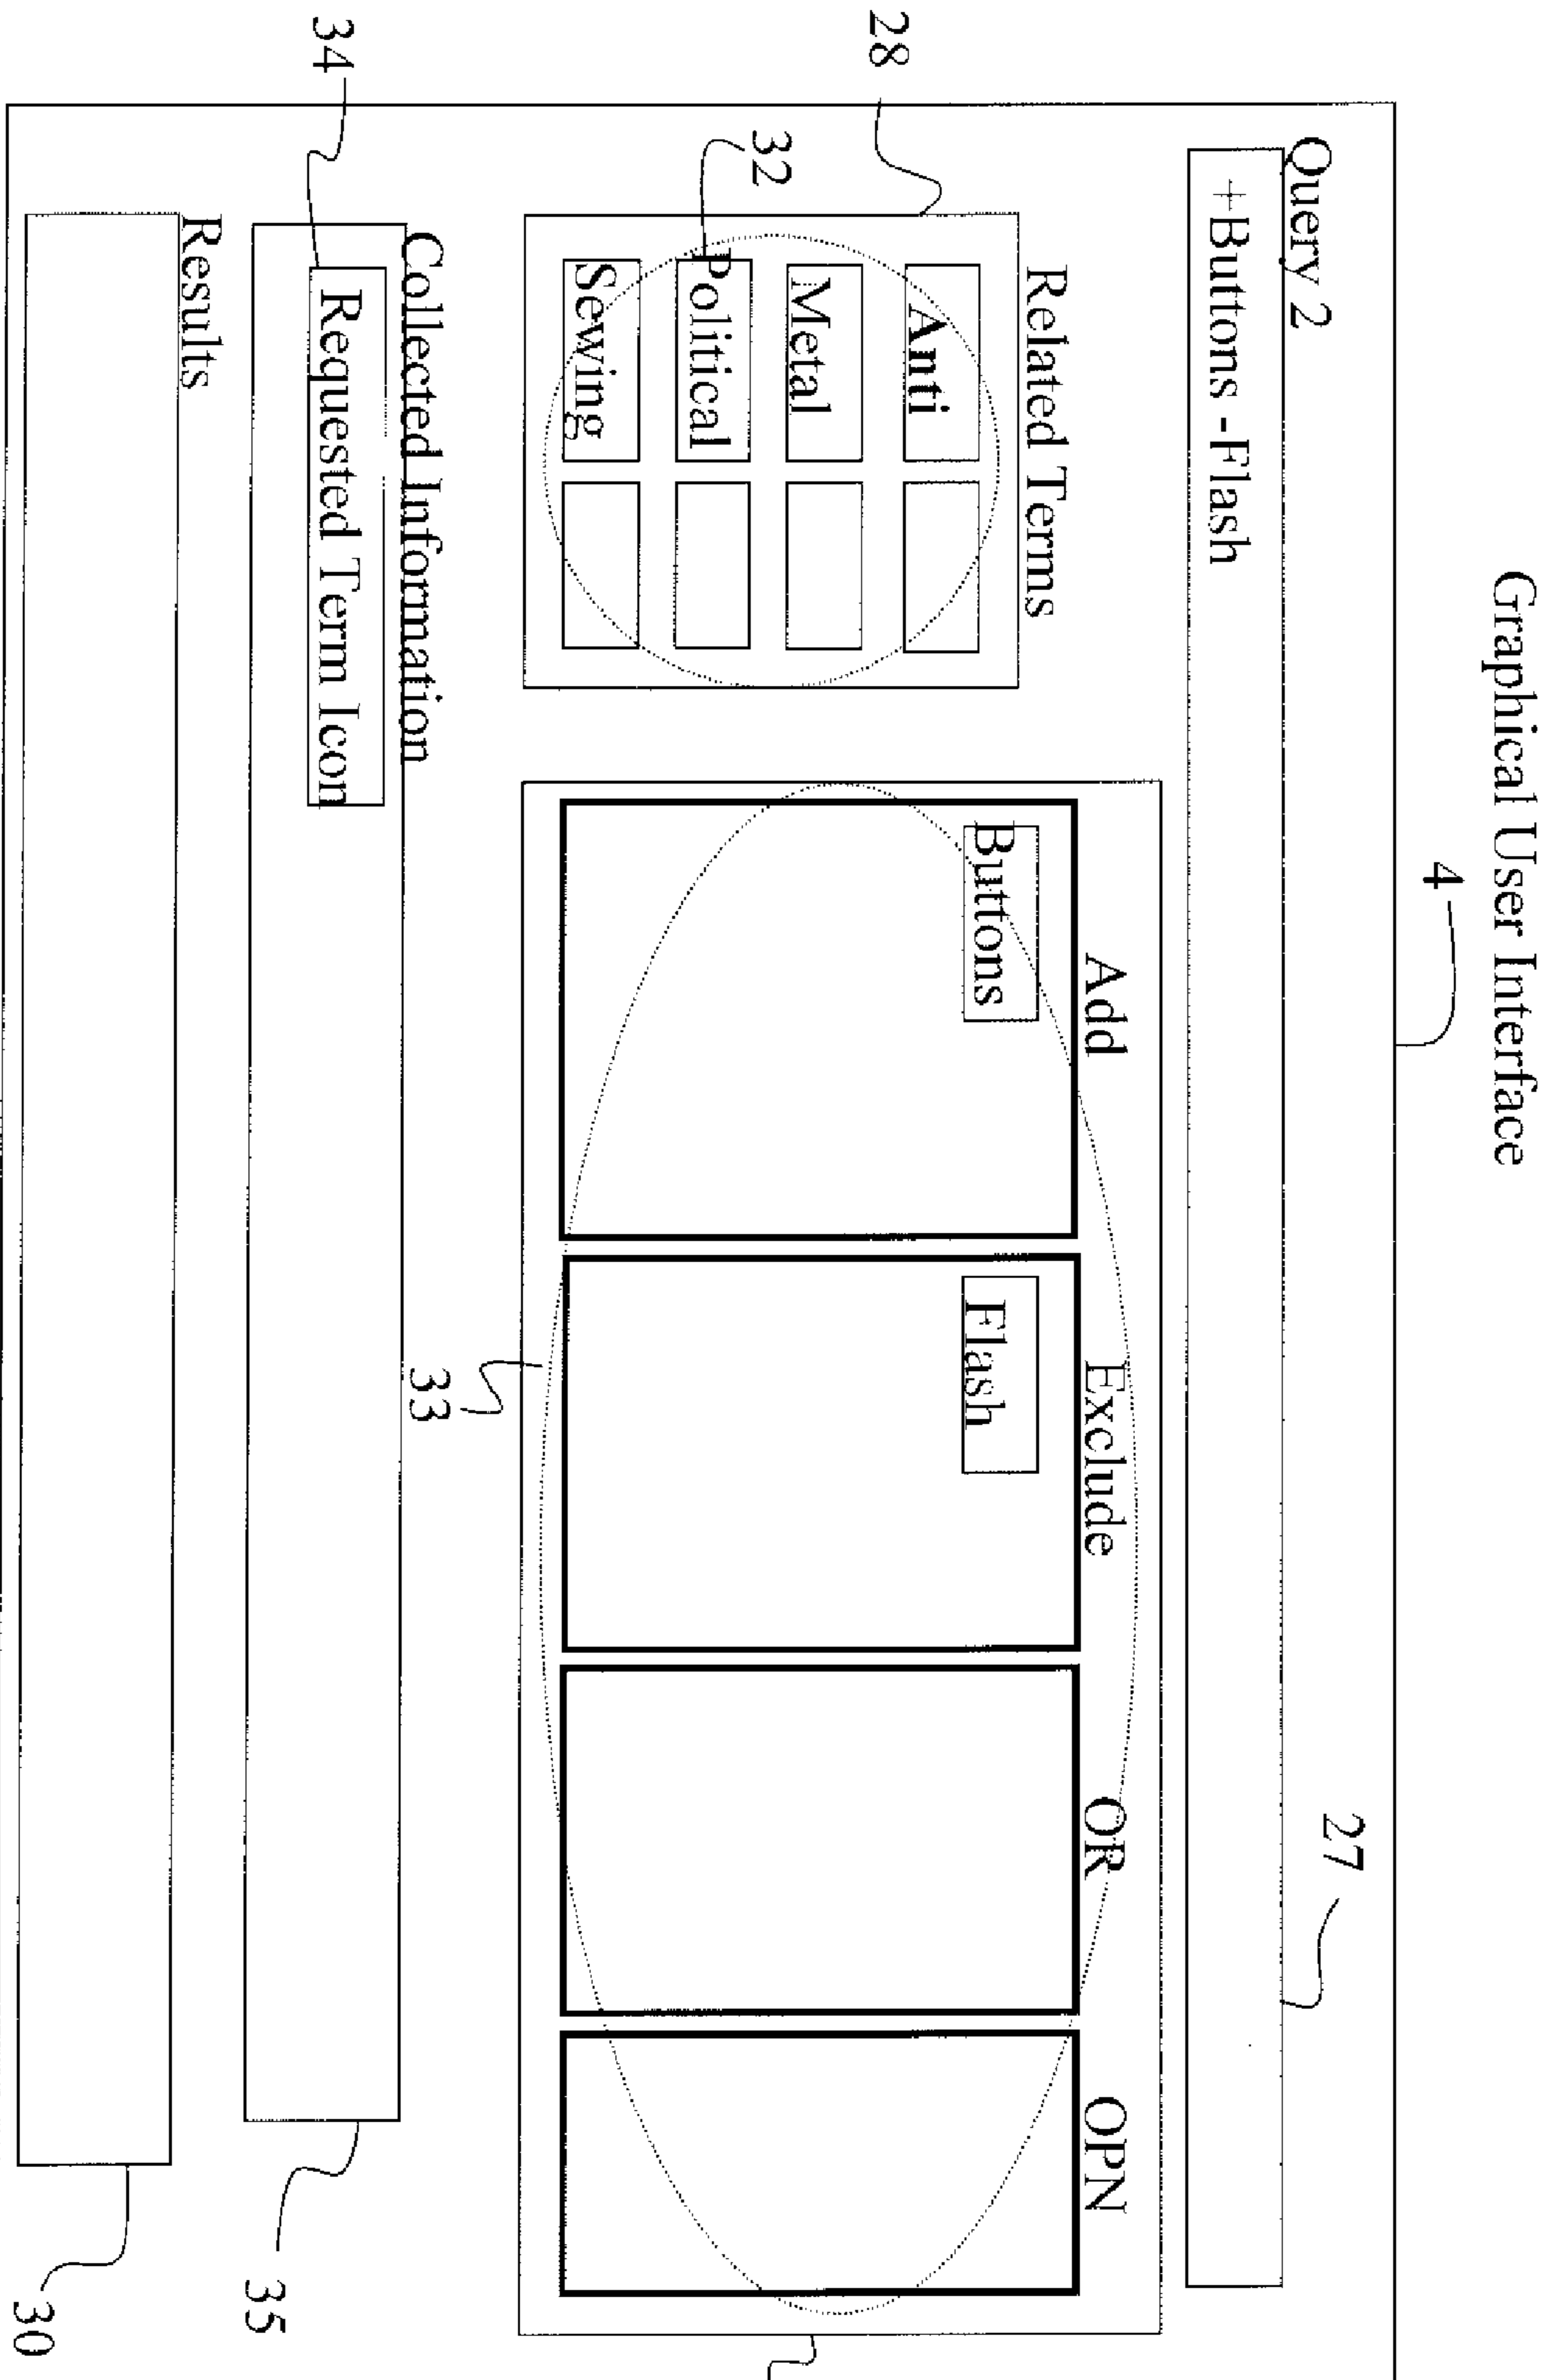 Graphical User Interface
4
27
Query 2
+Buttons -Flash
28
Related Terms
Anti
Metal
Political
Sewing
32
Add
Exclude
OR
OPN
Buttons
Flash
33
34
Collected Information
Requested Term Icon
35
Results
30